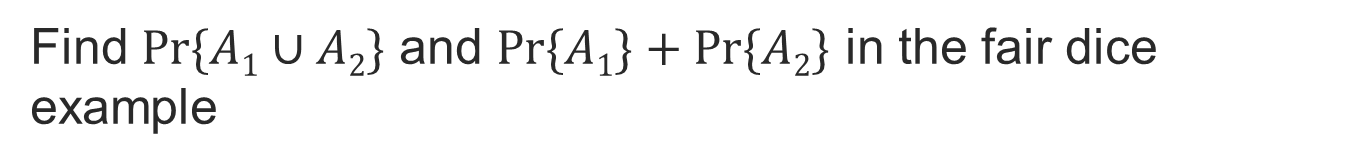 Find Pr{A₁ ∪ A₂} and Pr{A₁} + Pr{A₂} in the fair dice
example